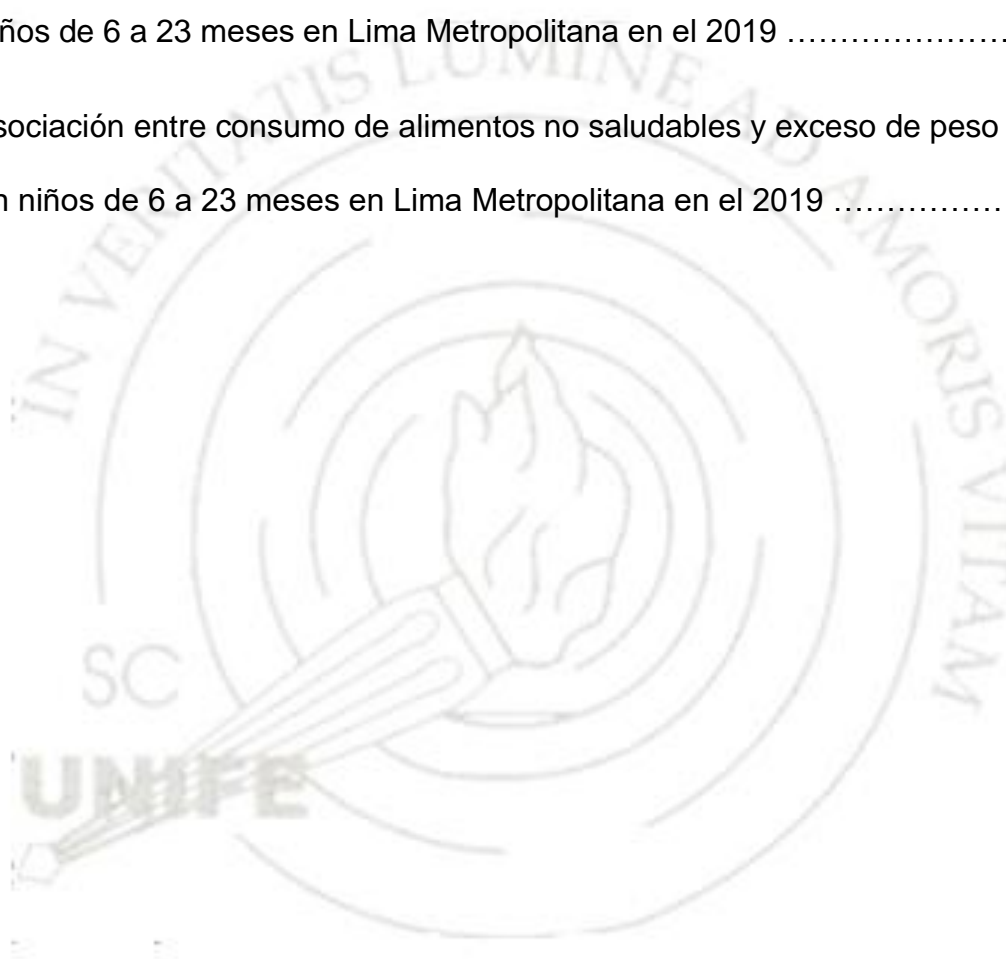 ños de 6 a 23 meses en Lima Metropolitana en el 2019 ………………….
sociación entre consumo de alimentos no saludables y exceso de peso
n niños de 6 a 23 meses en Lima Metropolitana en el 2019 …………….
IN VERITATIS LUMINE AD AMORIS VITAM
SC
UNIFE